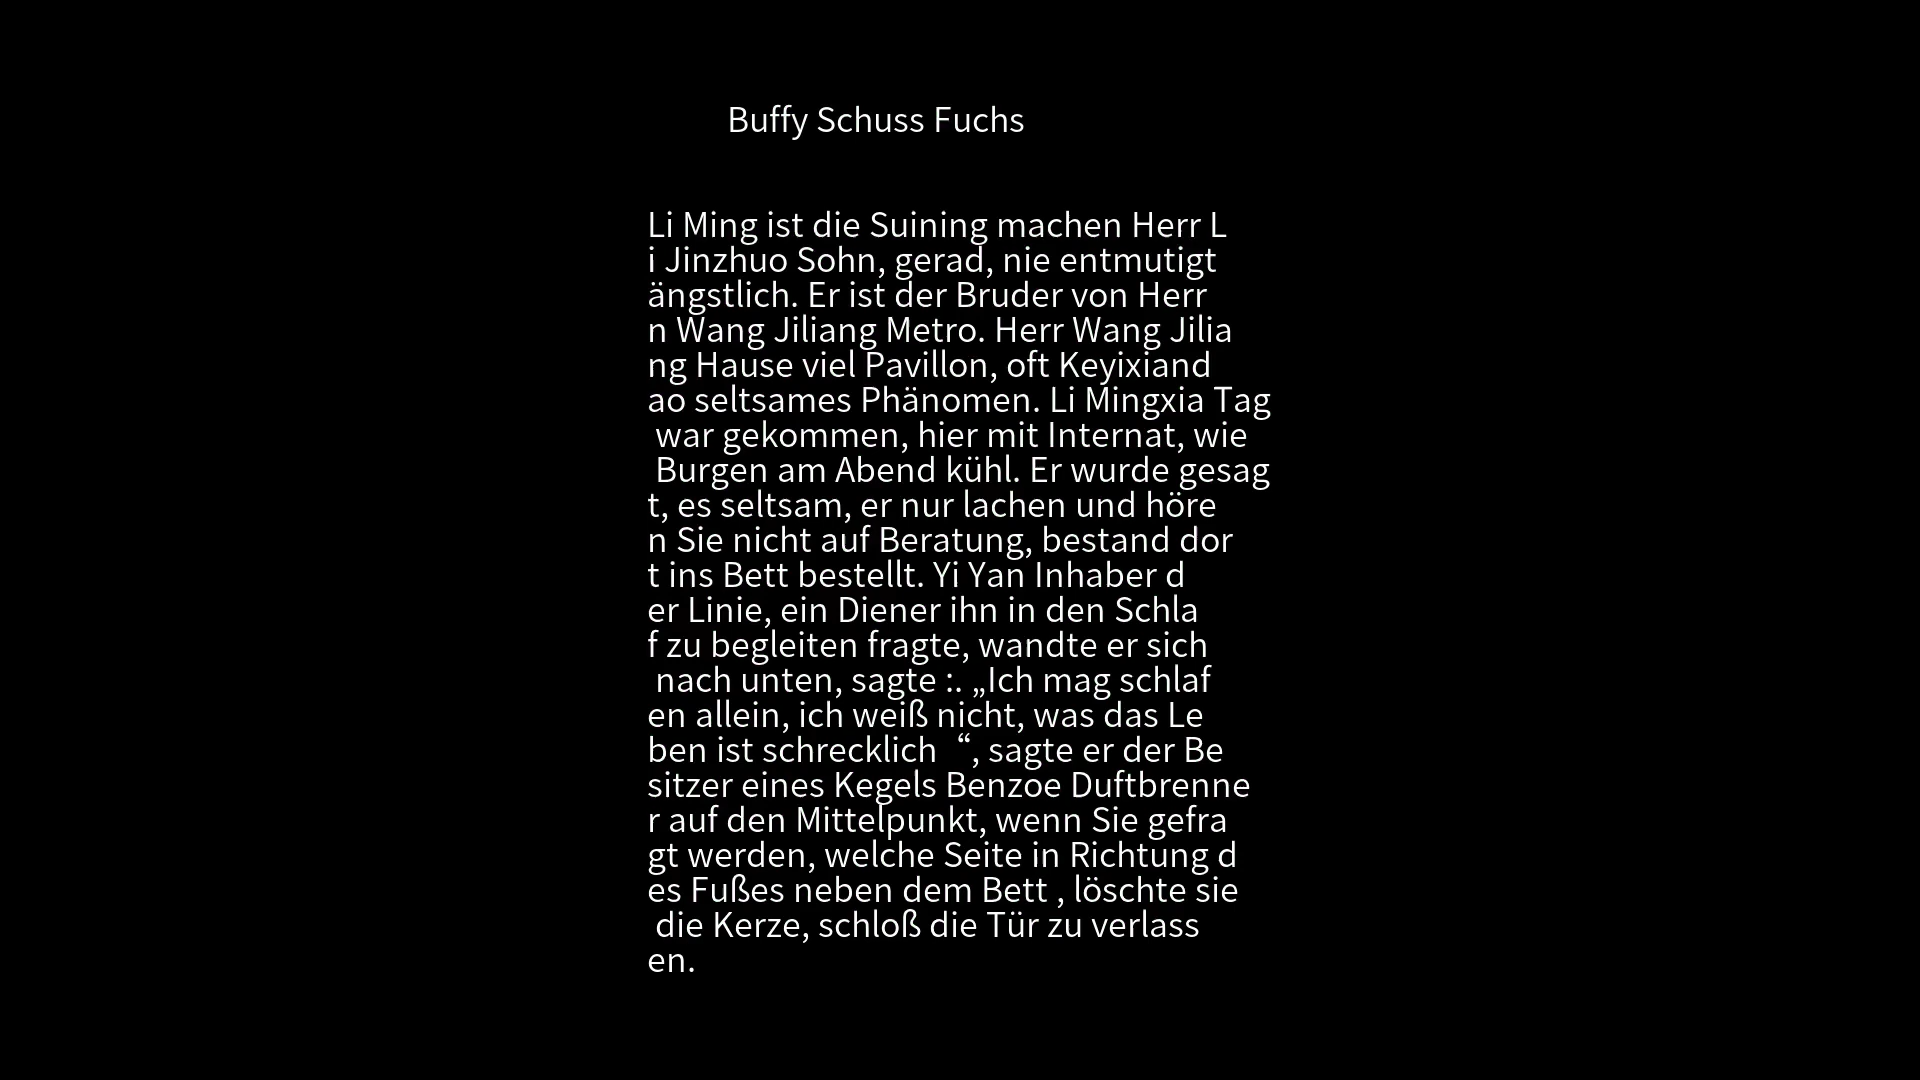 Buffy Schuss Fuchs
Li Ming ist die Suining machen Herr L
i Jinzhuo Sohn, gerad, nie entmutigt
ängstlich. Er ist der Bruder von Herr
n Wang Jiliang Metro. Herr Wang Jilia
ng Hause viel Pavillon, oft Keyixiand
ao seltsames Phänomen. Li Mingxia Tag
war gekommen, hier mit Internat, wie
Burgen am Abend kühl. Er wurde gesag
t, es seltsam, er nur lachen und höre
n Sie nicht auf Beratung, bestand dor
t ins Bett bestellt. Yi Yan Inhaber d
er Linie, ein Diener ihn in den Schla
f zu begleiten fragte, wandte er sich
nach unten, sagte :. „Ich mag schlaf
en allein, ich weiß nicht, was das Le
ben ist schrecklich  “, sagte er der Be
sitzer eines Kegels Benzoe Duftbrenne
r auf den Mittelpunkt, wenn Sie gefra
gt werden, welche Seite in Richtung d
es Fußes neben dem Bett , löschte sie
die Kerze, schloß die Tür zu verlass
en.